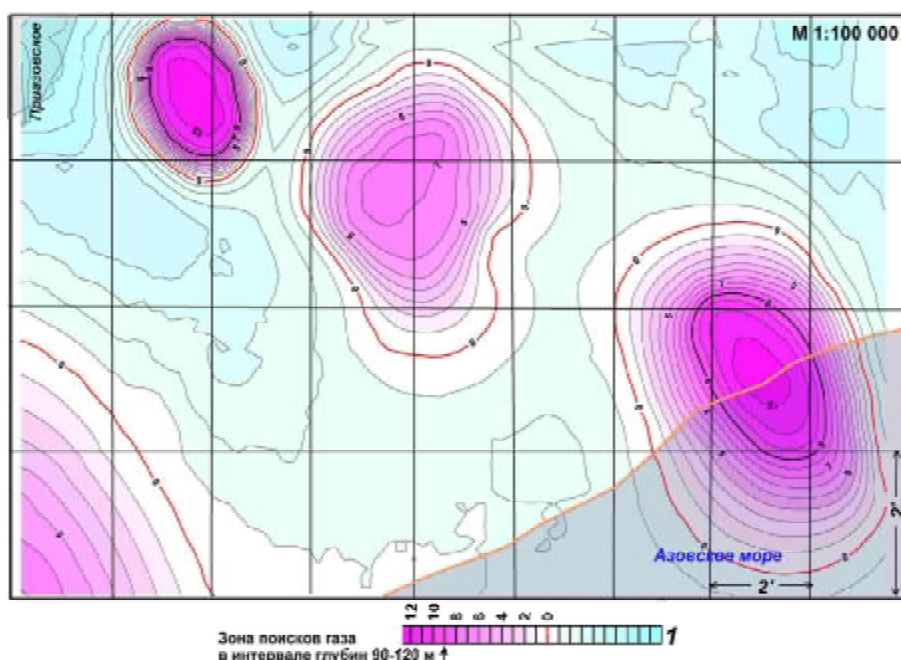 Приазовское
М 1:100 000
2'
Азовское море
2'
12 10 8 6 4 2 0
1
Зона поисков газа
в интервале глубин 90-120 м